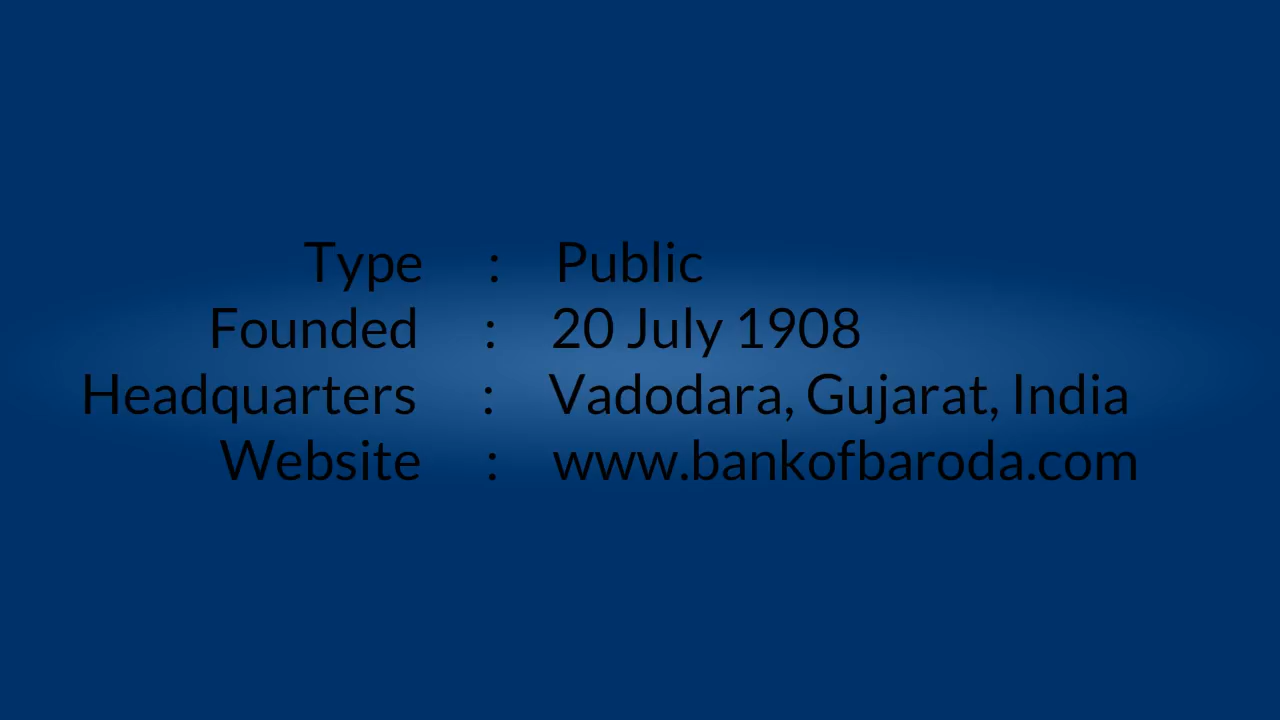 Type : Public
Founded : 20 July 1908
Headquarters : Vadodara, Gujarat, India
Website : www.bankofbaroda.com